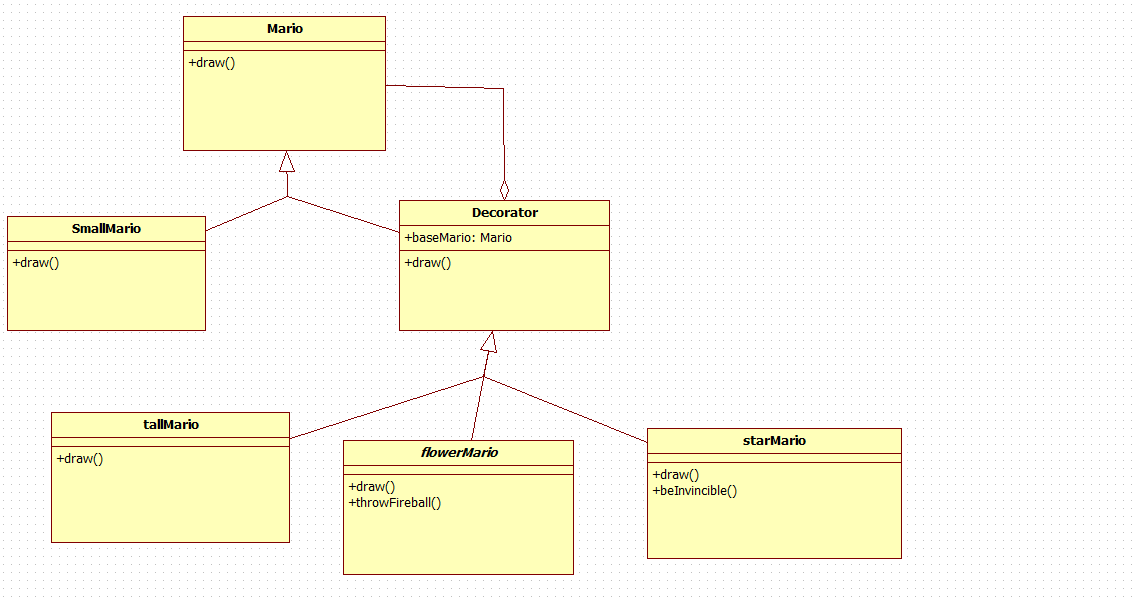 Mario
+draw()
SmallMario
+draw()
Decorator
+baseMario: Mario
+draw()
tallMario
+draw()
flowerMario
+draw()
+throwFireball()
starMario
+draw()
+beInvincible()